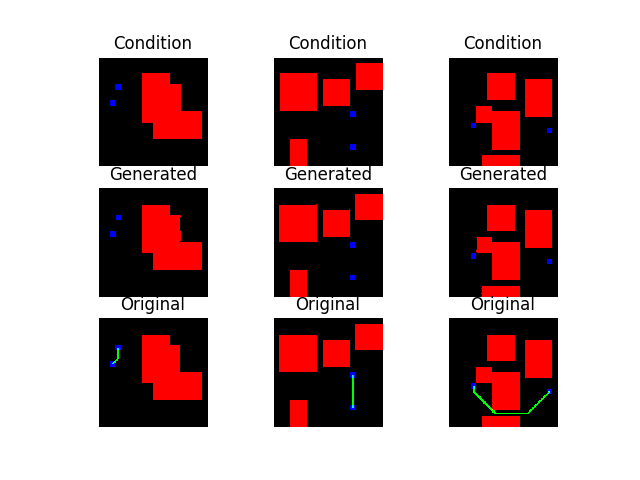 Condition
Condition
Condition
Generated
Generated
Generated
Original
Original
Original